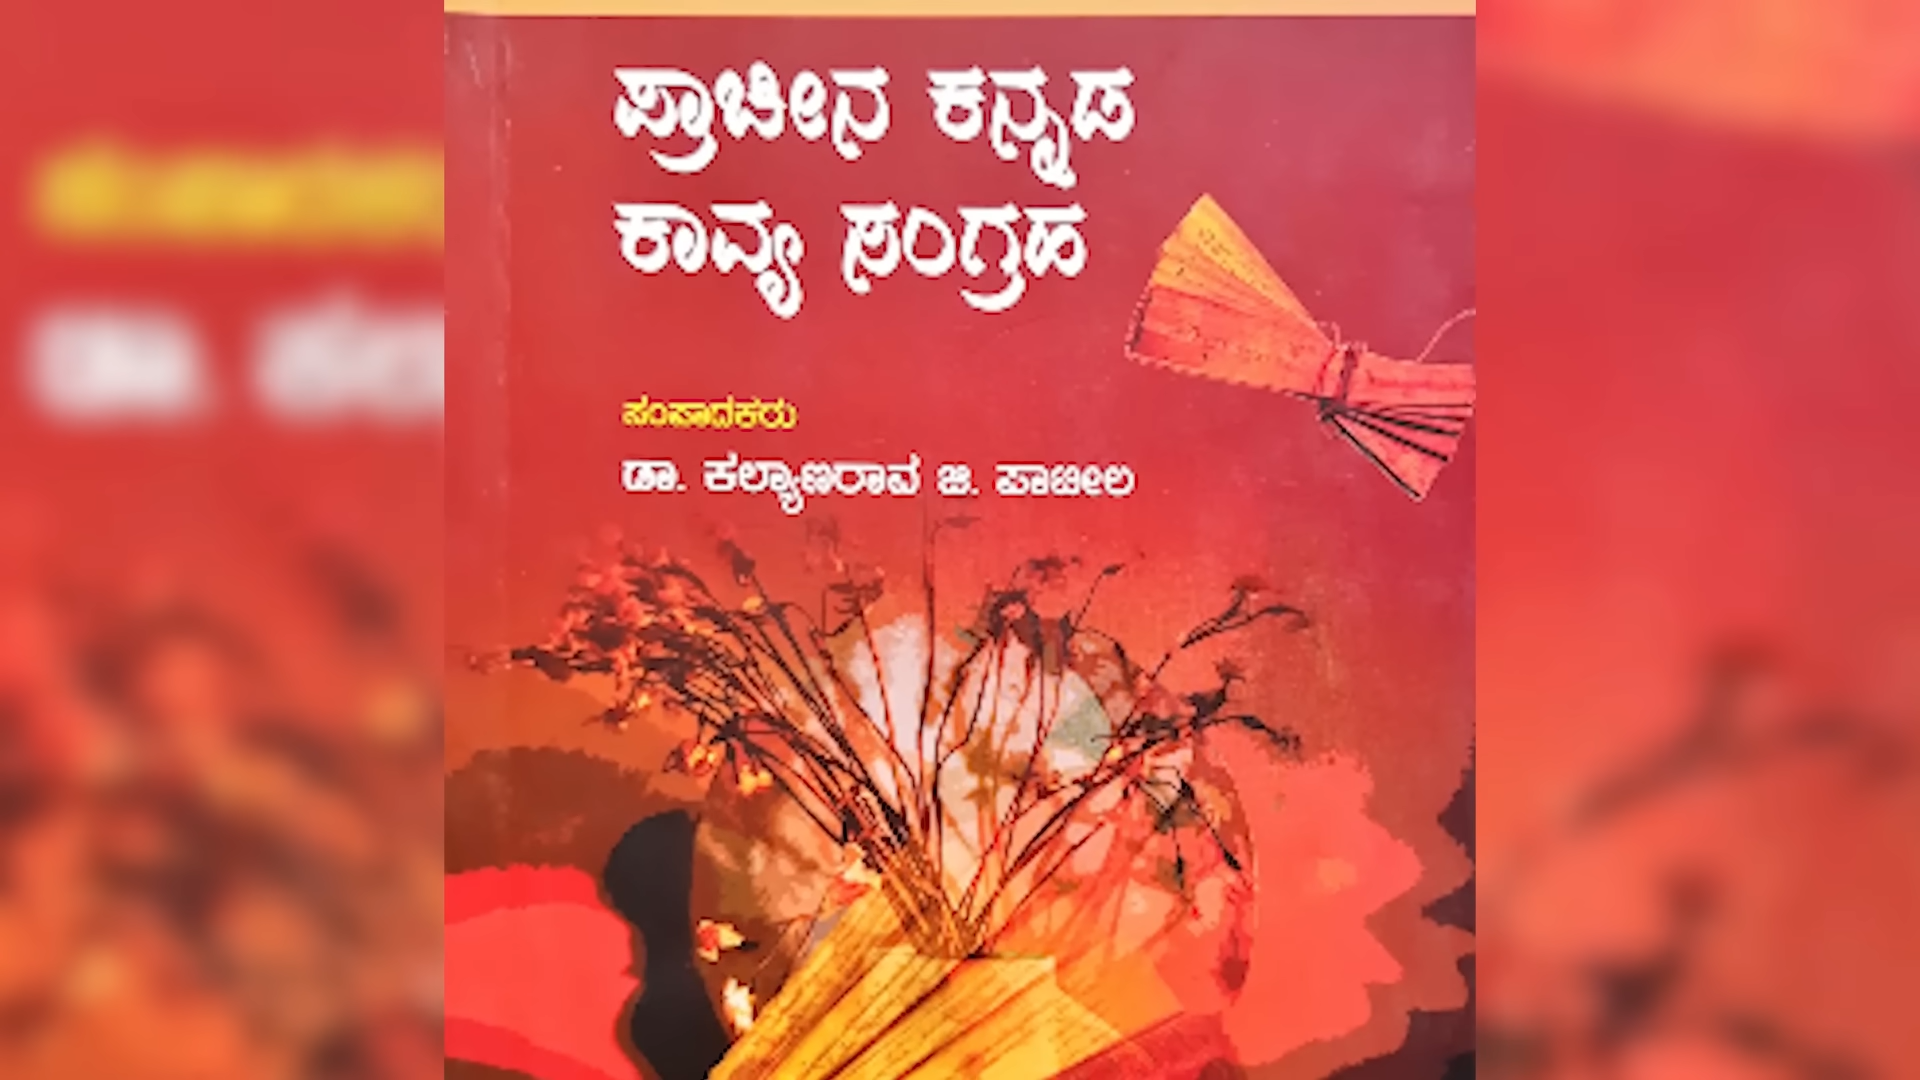 ಪ್ರಾಚೀನ ಕನ್ನಡ
ಕಾವ್ಯ ಸಂಗ್ರಹ
ಸಂಪಾದಕರು
ಡಾ. ಕಲ್ಯಾಣರಾವ ಜಿ. ಪಾಟೀಲ